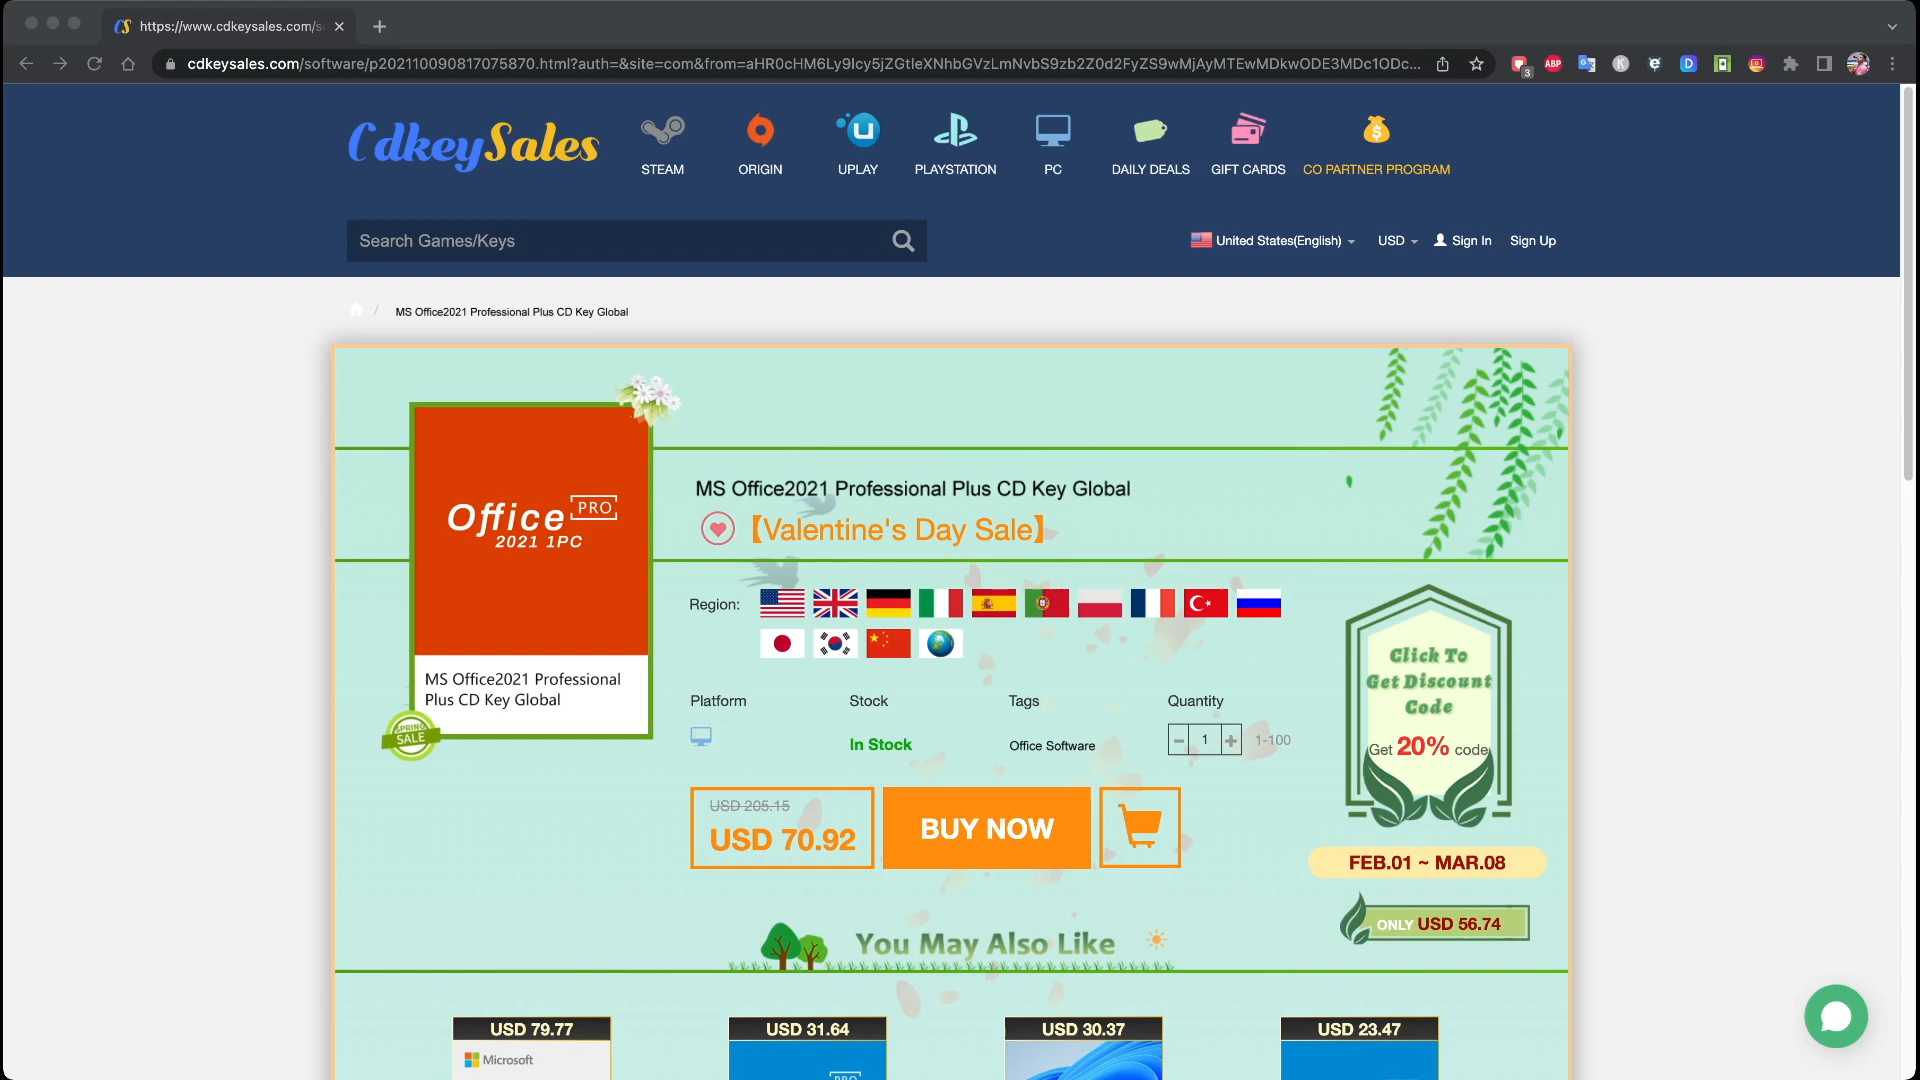 https://www.cdkeysales.com/s
cdkeysales.com/software/p202110090817075870.html?auth=&site=com&from=aHR0cHM6Ly9Icy5jZGtleXNhbGVzLmNvbS9zb2Z0d2FyZS9wMjAyMTEwMDkwODE3MDc1ODc...
3
ABP
CdkeySales
STEAM
ORIGIN
UPLAY
PLAYSTATION
PC
DAILY DEALS
GIFT CARDS
CO PARTNER PROGRAM
Search Games/Keys
United States(English)
USD
Sign In
Sign Up
/
MS Office2021 Professional Plus CD Key Global
Office PRO
2021 1PC
MS Office2021 Professional
Plus CD Key Global
SPRING
SALE
MS Office2021 Professional Plus CD Key Global
【Valentine's Day Sale】
Region:
Platform
Stock
Tags
Quantity
In Stock
Office Software
1
1-100
USD 205.15
USD 70.92
BUY NOW
Click To
Get Discount
Code
Get 20% code
FEB.01 ~ MAR.08
ONLY USD 56.74
You May Also Like
USD 79.77
USD 31.64
USD 30.37
USD 23.47
Microsoft
PRO